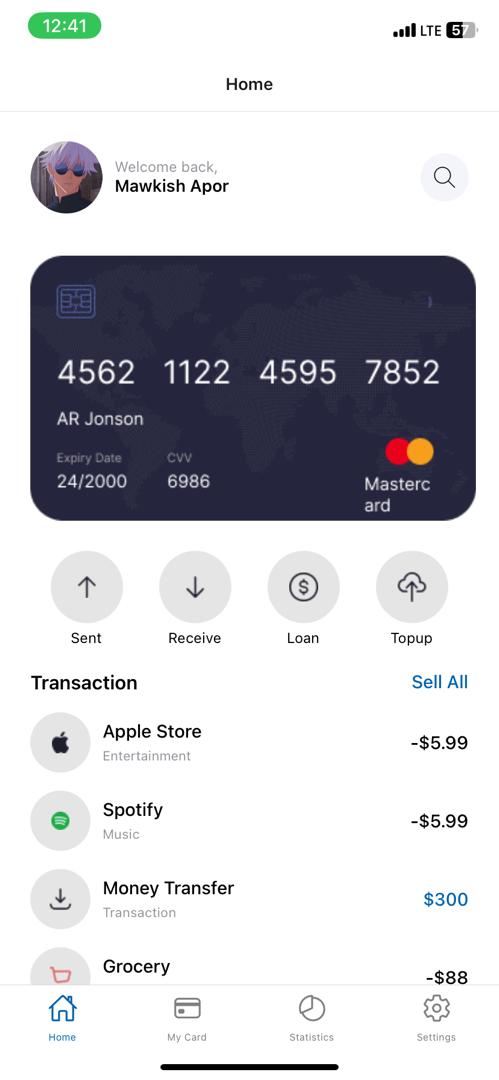 12:41
LTE 57
Home
Welcome back,
Mawkish Apor
4562 1122 4595 7852
AR Jonson
Expiry Date CVV
24/2000 6986
Masterc
ard
Sent Receive Loan Topup
Transaction Sell All
Apple Store
Entertainment
-$5.99
Spotify
Music
-$5.99
Money Transfer
Transaction
$300
Grocery
-$88
Home My Card Statistics Settings